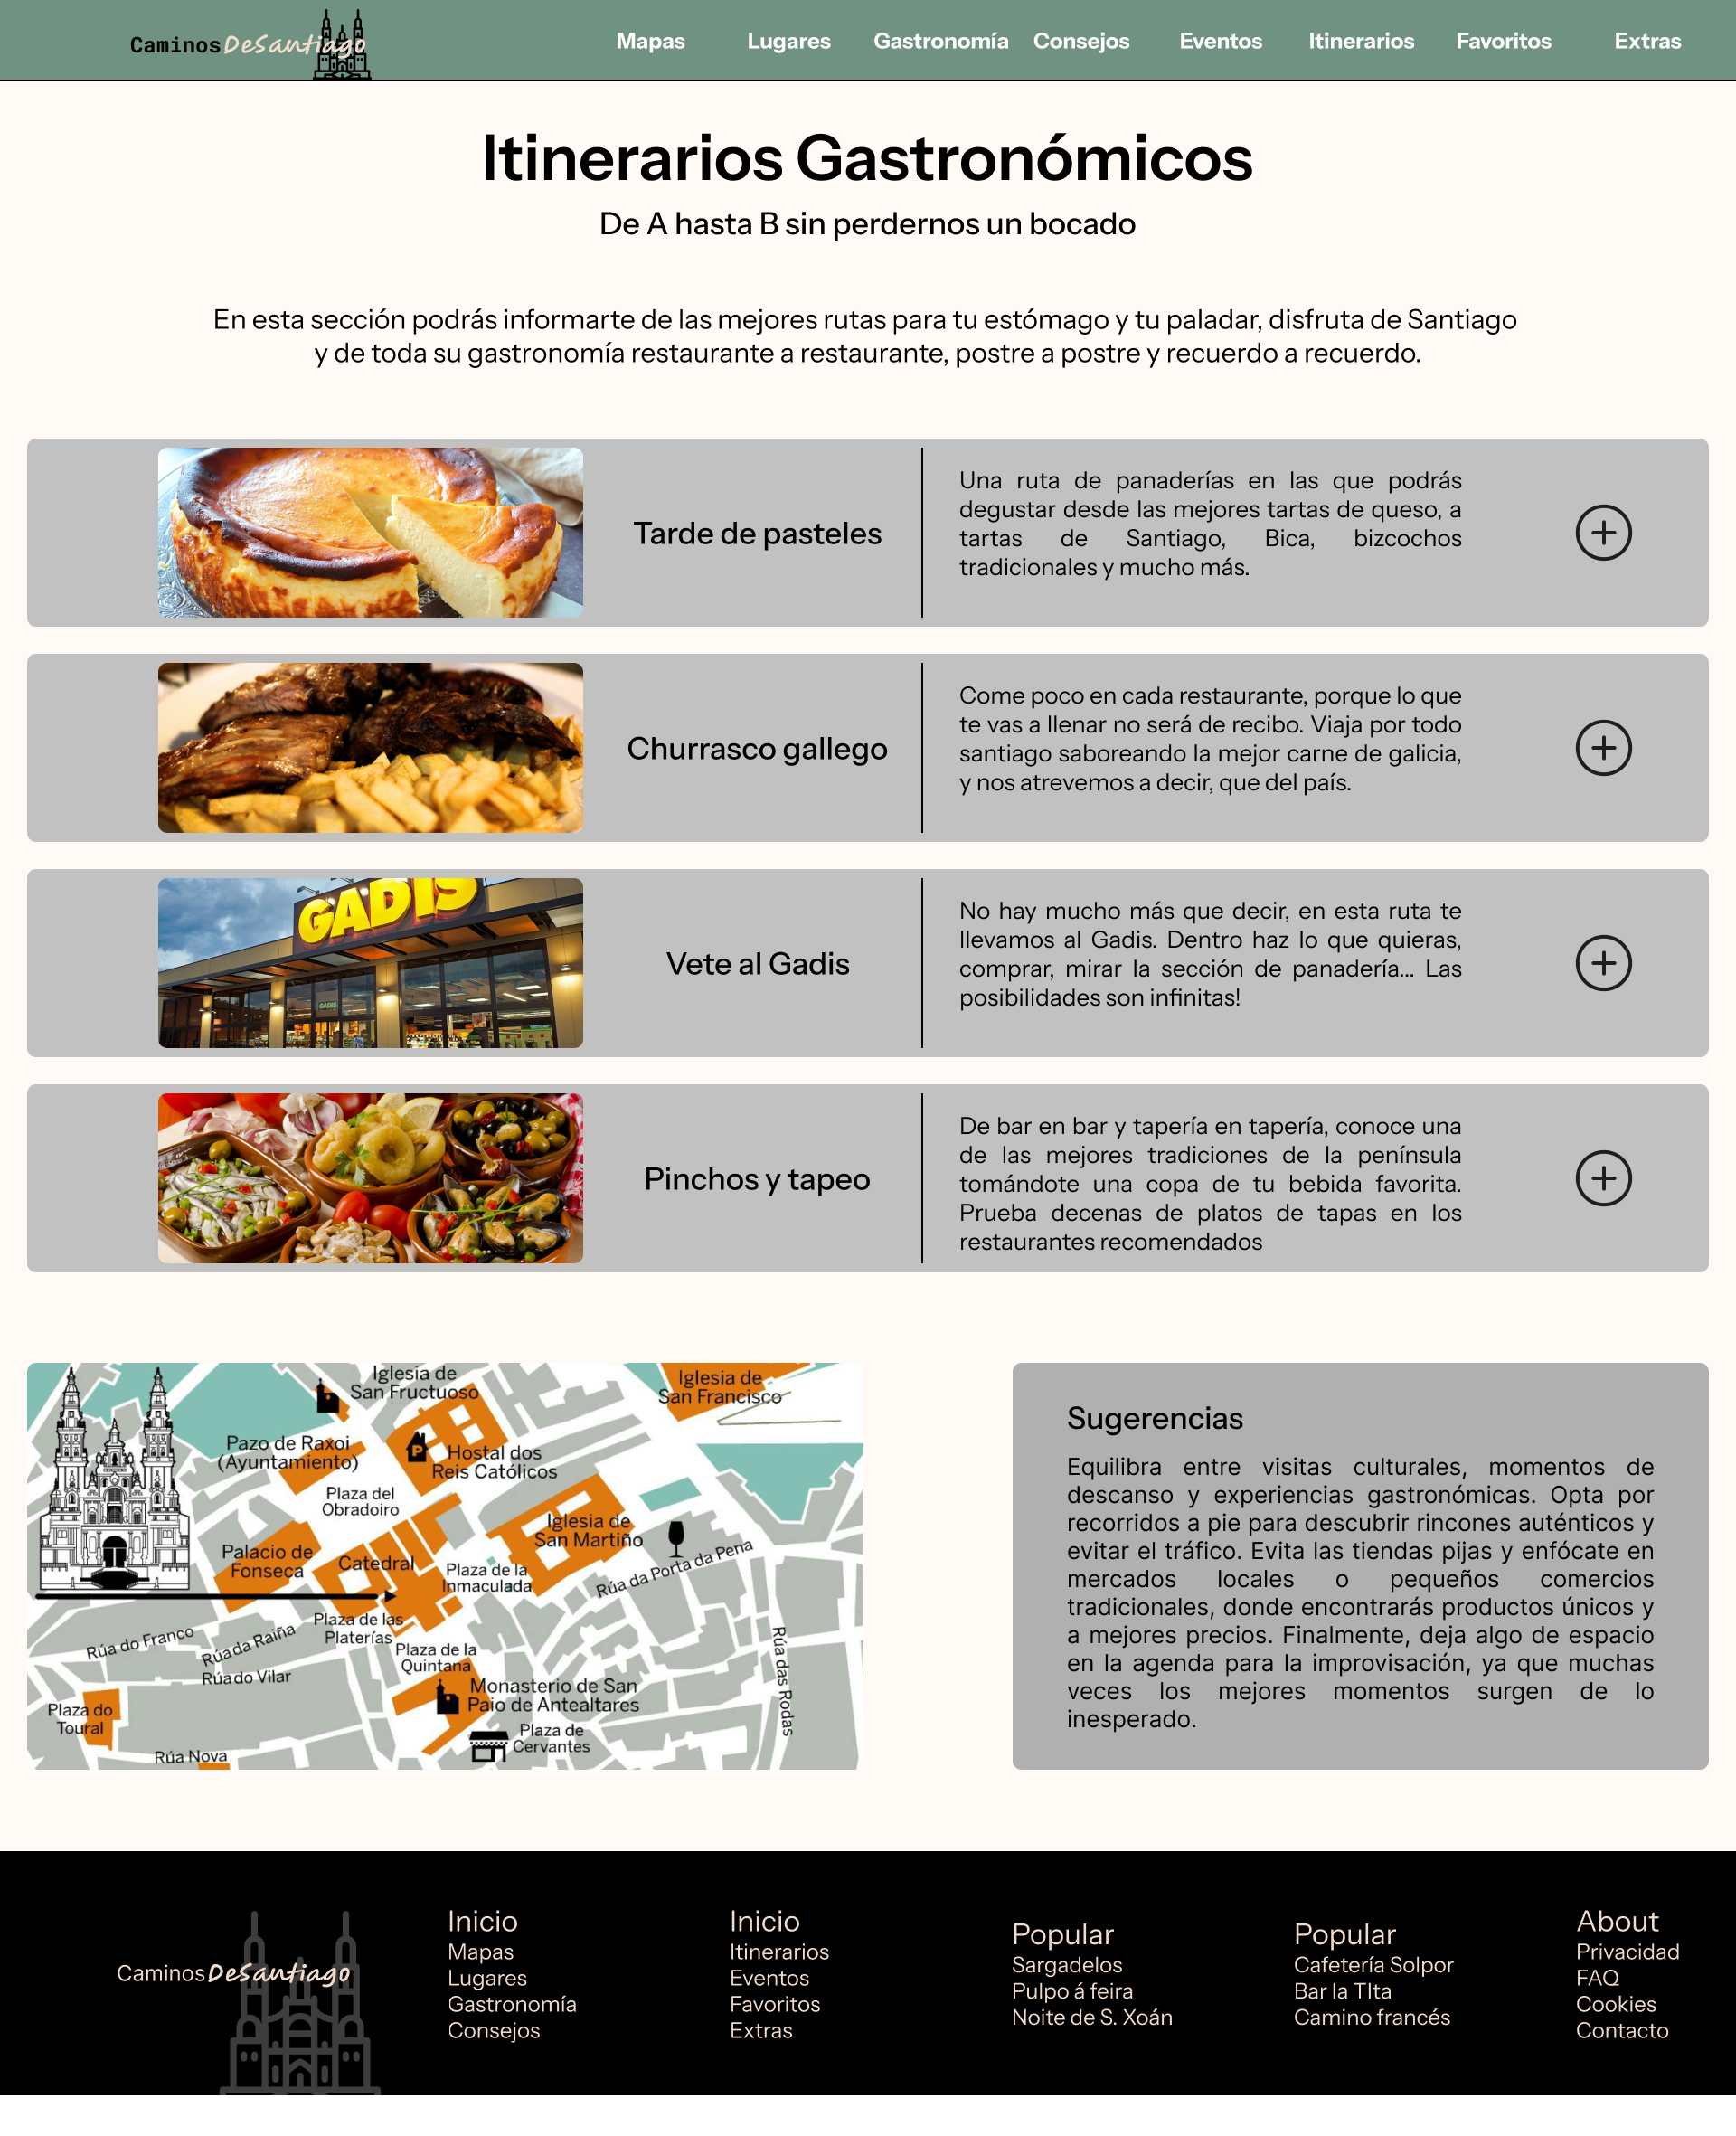 CaminosDeSantiago
Mapas Lugares Gastronomía Consejos Eventos Itinerarios Favoritos Extras
Itinerarios Gastronómicos
De A hasta B sin perdernos un bocado
En esta sección podrás informarte de las mejores rutas para tu estómago y tu paladar, disfruta de Santiago
y de toda su gastronomía restaurante a restaurante, postre a postre y recuerdo a recuerdo.
Tarde de pasteles
Una ruta de panaderías en las que podrás
degustar desde las mejores tartas de queso, a
tartas de Santiago, Bica, bizcochos
tradicionales y mucho más.
Churrasco gallego
Come poco en cada restaurante, porque lo que
te vas a llenar no será de recibo. Viaja por todo
santiago saboreando la mejor carne de galicia,
y nos atrevemos a decir, que del país.
GADIS
GADIS
Vete al Gadis
No hay mucho más que decir, en esta ruta te
llevamos al Gadis. Dentro haz lo que quieras,
comprar, mirar la sección de panadería... Las
posibilidades son infinitas!
Pinchos y tapeo
De bar en bar y tapería en tapería, conoce una
de las mejores tradiciones de la península
tomándote una copa de tu bebida favorita.
Prueba decenas de platos de tapas en los
restaurantes recomendados
Iglesia de
San Fructuoso
Iglesia de
San Francisco
Pazo de Raxoi
(Ayuntamiento)
P
Hostal dos
Reis Católicos
Plaza del
Obradoiro
Iglesia de
San Martiño
Palacio de
Fonseca
Catedral
Plaza de la
Inmaculada
Rúa da Porta da Pena
Plaza de las
Platerías
Rúa do Franco
Rúa da Raiña
Rúa do Vilar
Plaza de la
Quintana
Rúa das Rodas
Monasterio de San
Paio de Antealtares
Plaza do
Toural
Plaza de
Cervantes
Rúa Nova
Sugerencias
Equilibra entre visitas culturales, momentos de
descanso y experiencias gastronómicas. Opta por
recorridos a pie para descubrir rincones auténticos y
evitar el tráfico. Evita las tiendas pijas y enfócate en
mercados locales o pequeños comercios
tradicionales, donde encontrarás productos únicos y
a mejores precios. Finalmente, deja algo de espacio
en la agenda para la improvisación, ya que muchas
veces los mejores momentos surgen de lo
inesperado.
CaminosDeSantiago
Inicio
Mapas
Lugares
Gastronomía
Consejos
Inicio
Itinerarios
Eventos
Favoritos
Extras
Popular
Sargadelos
Pulpo á feira
Noite de S. Xoán
Popular
Cafetería Solpor
Bar la TIta
Camino francés
About
Privacidad
FAQ
Cookies
Contacto